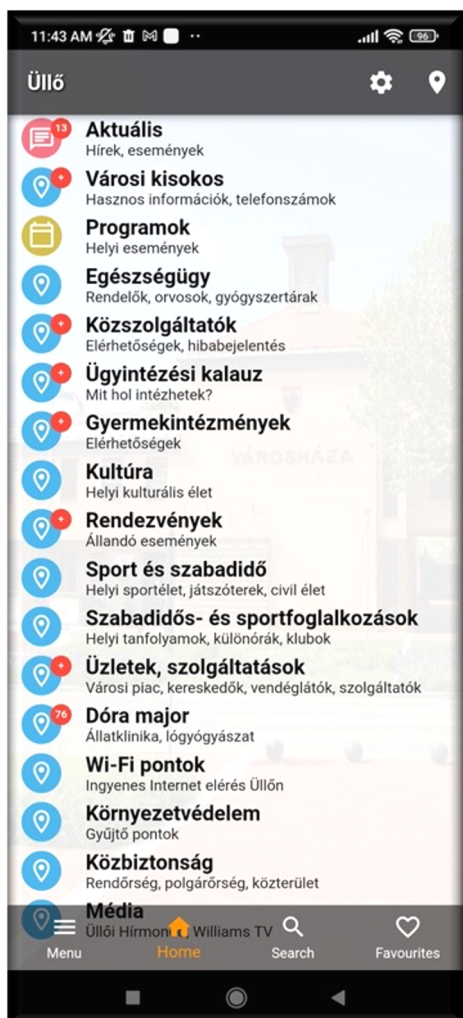 11:43 AM
96
Üllő
13
Aktuális
Hírek, események
+
Városi kisokos
Hasznos információk, telefonszámok
Programok
Helyi események
Egészségügy
Rendelők, orvosok, gyógyszertárak
+
Közszolgáltatók
Elérhetőségek, hibabejelentés
+
Ügyintézési kalauz
Mit hol intézhetek?
+
Gyermekintézmények
Elérhetőségek
VÁROSHÁZA
Kultúra
Helyi kulturális élet
+
Rendezvények
Állandó események
Sport és szabadidő
Helyi sportélet, játszóterek, civil élet
Szabadidős- és sportfoglalkozások
Helyi tanfolyamok, különórák, klubok
+
Üzletek, szolgáltatások
Városi piac, kereskedők, vendéglátók, szolgáltatók
76
Dóra major
Állatklinika, lógyógyászat
Wi-Fi pontok
Ingyenes Internet elérés Üllőn
Környezetvédelem
Gyűjtő pontok
Közbiztonság
Rendőrség, polgárőrség, közterület
Média
Üllői Williams TV
Menu
Home
Search
Favourites